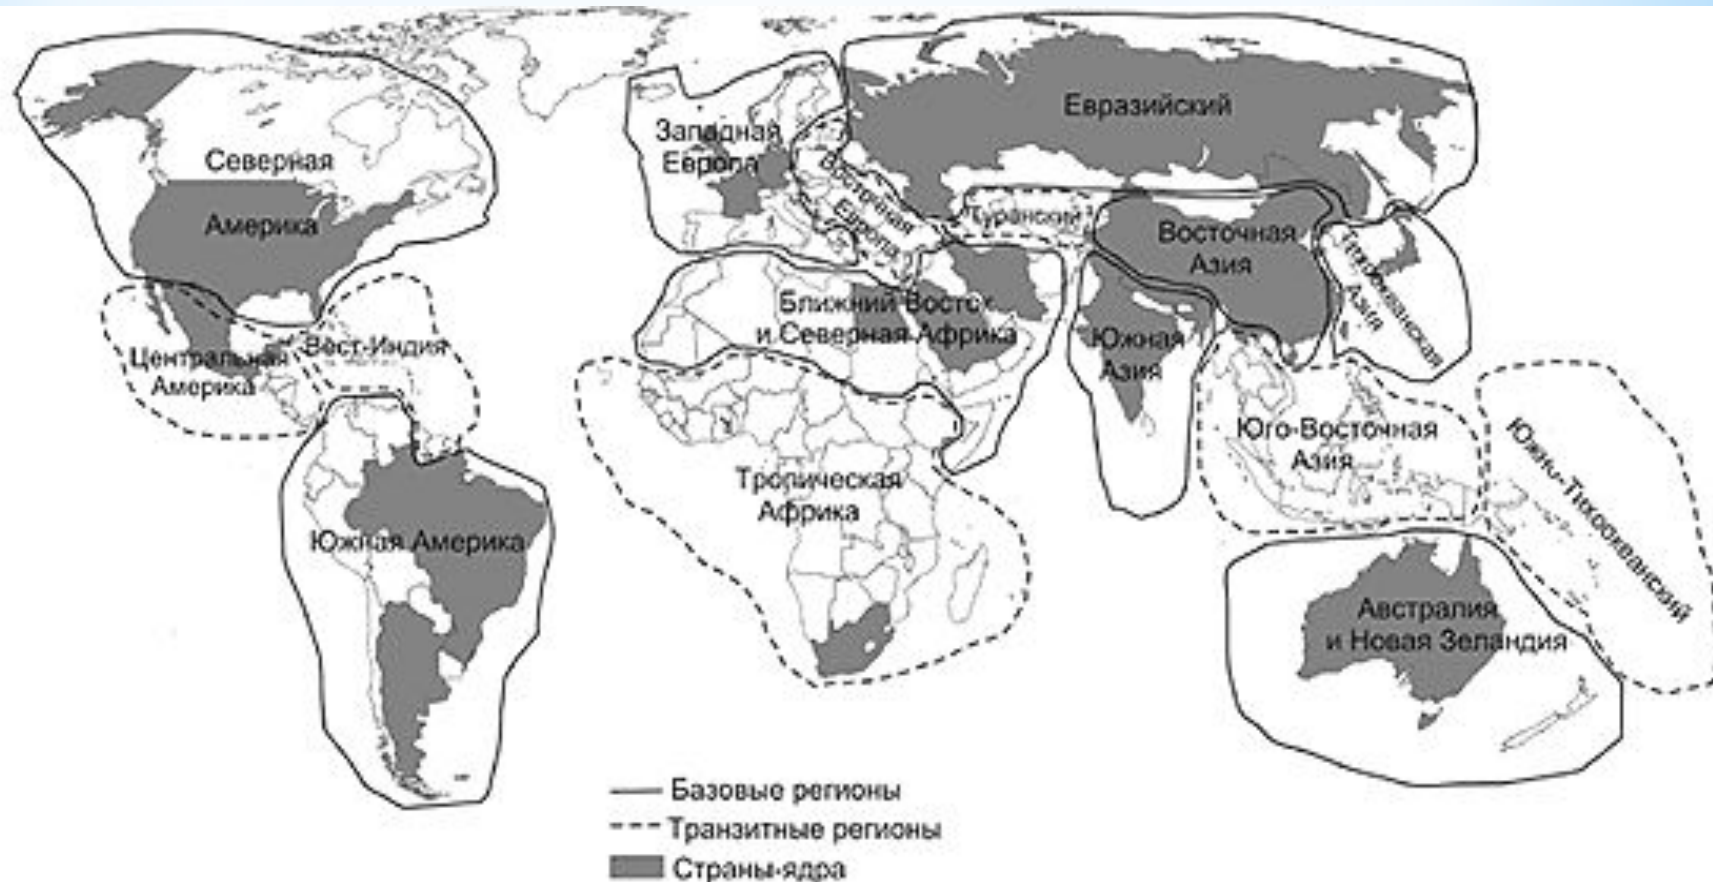 Евразийский
Западная
Европа
Северная
Америка
Восточная
Европа
Туранский
Восточная
Азия
Тихоокеанская
Азия
Ближний Восток
и Северная Африка
Южная
Азия
Центральная
Америка
Вест-Индия
Юго-Восточная
Азия
Южно-Тихоокеанский
Тропическая
Африка
Южная Америка
Австралия
и Новая Зеландия
Базовые регионы
Транзитные регионы
Страны-ядра